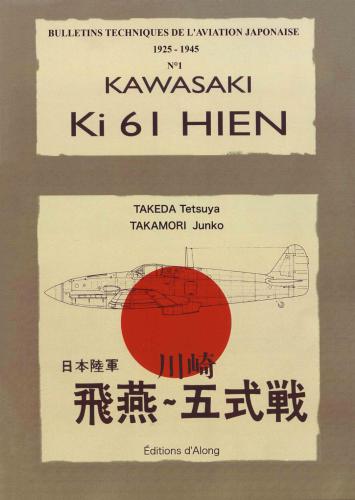 BULLETINS TECHNIQUES DE L'AVIATION JAPONAISE
1925 - 1945
N°1
KAWASAKI
Ki 61 HIEN
TAKEDA Tetsuya
TAKAMORI Junko
日本陸軍
川崎
飛燕~五式戦
Éditions d'Along